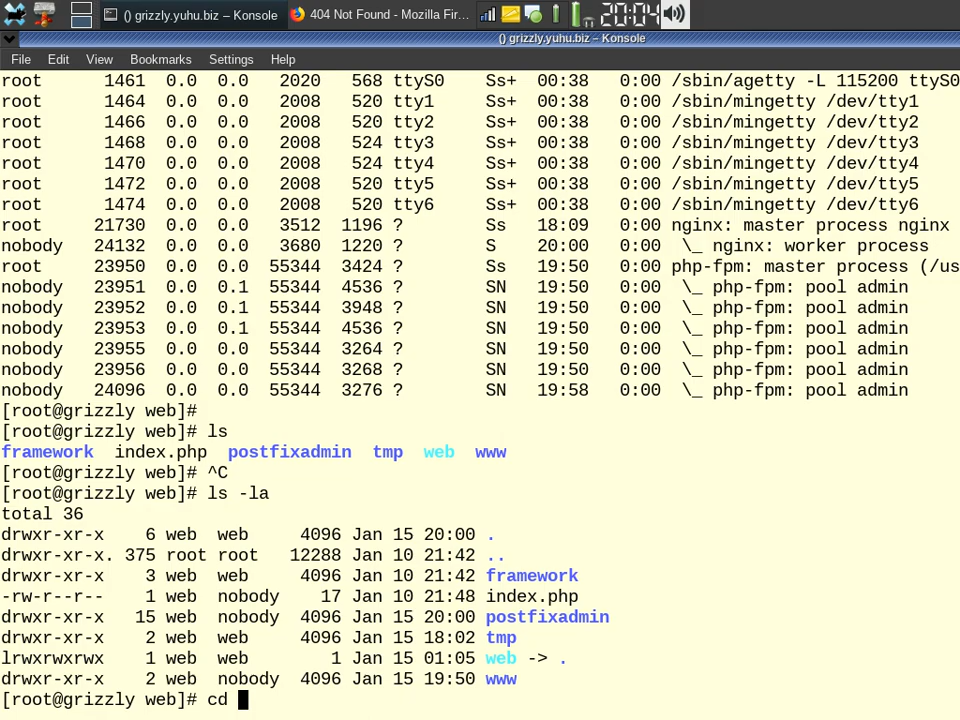 () grizzly.yuhu.biz – Konsole
404 Not Found - Mozilla Fir...
20:04
() grizzly.yuhu.biz – Konsole
File Edit View Bookmarks Settings Help
root 1461 0.0 0.0 2020 568 ttyS0 Ss+ 00:38 0:00 /sbin/agetty -L 115200 ttyS0
root 1464 0.0 0.0 2008 520 tty1 Ss+ 00:38 0:00 /sbin/mingetty /dev/tty1
root 1466 0.0 0.0 2008 520 tty2 Ss+ 00:38 0:00 /sbin/mingetty /dev/tty2
root 1468 0.0 0.0 2008 524 tty3 Ss+ 00:38 0:00 /sbin/mingetty /dev/tty3
root 1470 0.0 0.0 2008 524 tty4 Ss+ 00:38 0:00 /sbin/mingetty /dev/tty4
root 1472 0.0 0.0 2008 520 tty5 Ss+ 00:38 0:00 /sbin/mingetty /dev/tty5
root 1474 0.0 0.0 2008 520 tty6 Ss+ 00:38 0:00 /sbin/mingetty /dev/tty6
root 21730 0.0 0.0 3512 1196 ? Ss 18:09 0:00 nginx: master process nginx
nobody 24132 0.0 0.0 3680 1220 ? S 20:00 0:00 \_ nginx: worker process
root 23950 0.0 0.0 55344 3424 ? Ss 19:50 0:00 php-fpm: master process (/us
nobody 23951 0.0 0.1 55344 4536 ? SN 19:50 0:00 \_ php-fpm: pool admin
nobody 23952 0.0 0.1 55344 3948 ? SN 19:50 0:00 \_ php-fpm: pool admin
nobody 23953 0.0 0.1 55344 4536 ? SN 19:50 0:00 \_ php-fpm: pool admin
nobody 23955 0.0 0.0 55344 3264 ? SN 19:50 0:00 \_ php-fpm: pool admin
nobody 23956 0.0 0.0 55344 3268 ? SN 19:50 0:00 \_ php-fpm: pool admin
nobody 24096 0.0 0.0 55344 3276 ? SN 19:58 0:00 \_ php-fpm: pool admin
[root@grizzly web]#
[root@grizzly web]# ls
framework index.php postfixadmin tmp web www
[root@grizzly web]# ^C
[root@grizzly web]# ls -la
total 36
drwxr-xr-x 6 web web 4096 Jan 15 20:00 .
drwxr-xr-x. 375 root root 12288 Jan 10 21:42 ..
drwxr-xr-x 3 web web 4096 Jan 10 21:42 framework
-rw-r--r-- 1 web nobody 17 Jan 10 21:48 index.php
drwxr-xr-x 15 web nobody 4096 Jan 15 20:00 postfixadmin
drwxr-xr-x 2 web web 4096 Jan 15 18:02 tmp
lrwxrwxrwx 1 web web 1 Jan 15 01:05 web -> .
drwxr-xr-x 2 web nobody 4096 Jan 15 19:50 www
[root@grizzly web]# cd